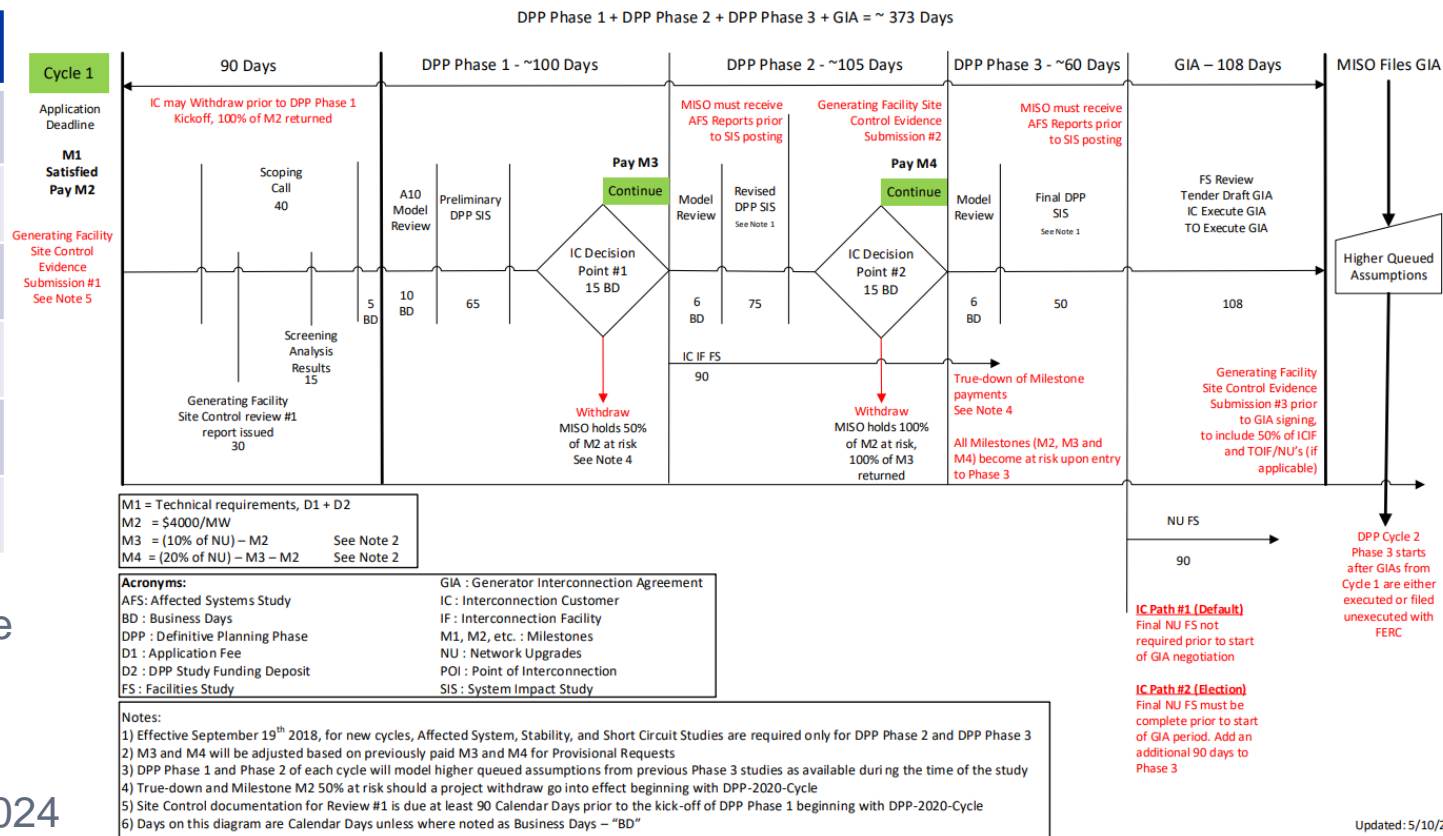 DPP Phase 1 + DPP Phase 2 + DPP Phase 3 + GIA = ~ 373 Days
Cycle 1
90 Days
DPP Phase 1 - ~100 Days
DPP Phase 2 - ~105 Days
DPP Phase 3 - ~60 Days
GIA – 108 Days
MISO Files GIA
Application
Deadline
M1
Satisfied
Pay M2
Generating Facility
Site Control
Evidence
Submission #1
See Note 5
IC may Withdraw prior to DPP Phase 1
Kickoff, 100% of M2 returned
Scoping
Call
40
Screening
Analysis
Results
15
Generating Facility
Site Control review #1
report issued
30
5
BD
A10
Model
Review
10
BD
Preliminary
DPP SIS
65
Pay M3
Continue
IC Decision
Point #1
15 BD
Withdraw
MISO holds 50%
of M2 at risk
See Note 4
MISO must receive
AFS Reports prior
to SIS posting
Model
Review
6
BD
Revised
DPP SIS
See Note 1
75
IC IF FS
90
Generating Facility Site
Control Evidence
Submission #2
Pay M4
Continue
IC Decision
Point #2
15 BD
Withdraw
MISO holds 100%
of M2 at risk,
100% of M3
returned
MISO must receive
AFS Reports prior
to SIS posting
Model
Review
6
BD
Final DPP
SIS
See Note 1
50
True-down of Milestone
payments
See Note 4
All Milestones (M2, M3 and
M4) become at risk upon entry
to Phase 3
FS Review
Tender Draft GIA
IC Execute GIA
TO Execute GIA
108
Generating Facility
Site Control Evidence
Submission #3 prior
to GIA signing,
to include 50% of ICIF
and TOIF/NU's (if
applicable)
Higher Queued
Assumptions
NU FS
90
DPP Cycle 2
Phase 3 starts
after GIAs from
Cycle 1 are either
executed or filed
unexecuted with
FERC
IC Path #1 (Default)
Final NU FS not
required prior to start
of GIA negotiation
IC Path #2 (Election)
Final NU FS must be
complete prior to start
of GIA period. Add an
additional 90 days to
Phase 3
M1 = Technical requirements, D1 + D2
M2 = $4000/MW
M3 = (10% of NU) – M2 See Note 2
M4 = (20% of NU) – M3 – M2 See Note 2
Acronyms:
AFS: Affected Systems Study
BD : Business Days
DPP : Definitive Planning Phase
D1 : Application Fee
D2 : DPP Study Funding Deposit
FS : Facilities Study
GIA : Generator Interconnection Agreement
IC : Interconnection Customer
IF : Interconnection Facility
M1, M2, etc. : Milestones
NU : Network Upgrades
POI : Point of Interconnection
SIS : System Impact Study
Notes:
1) Effective September 19th 2018, for new cycles, Affected System, Stability, and Short Circuit Studies are required only for DPP Phase 2 and DPP Phase 3
2) M3 and M4 will be adjusted based on previously paid M3 and M4 for Provisional Requests
3) DPP Phase 1 and Phase 2 of each cycle will model higher queued assumptions from previous Phase 3 studies as available during the time of the study
4) True-down and Milestone M2 50% at risk should a project withdraw go into effect beginning with DPP-2020-Cycle
5) Site Control documentation for Review #1 is due at least 90 Calendar Days prior to the kick-off of DPP Phase 1 beginning with DPP-2020-Cycle
6) Days on this diagram are Calendar Days unless where noted as Business Days – "BD"
Updated: 5/10/2
e
024